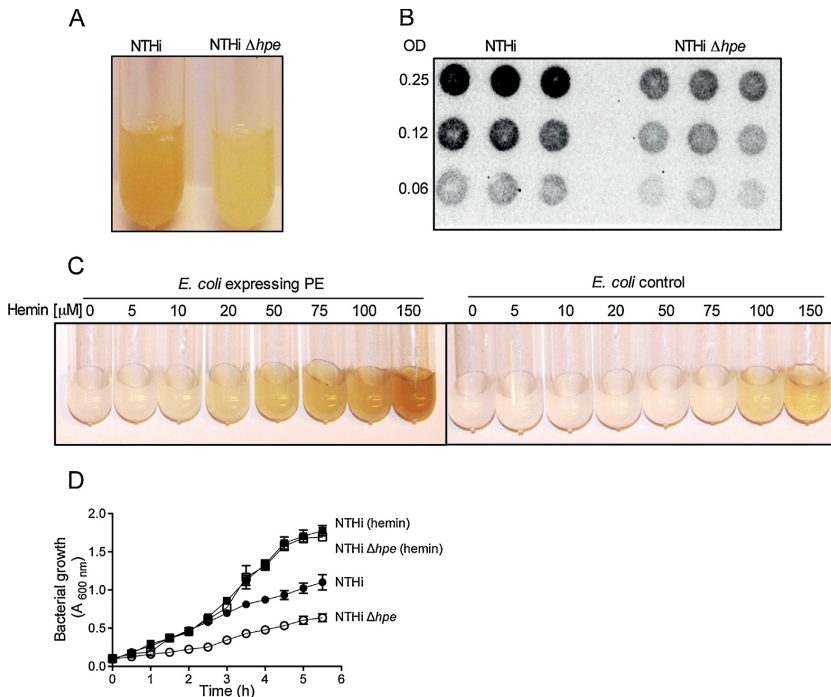 A
NTHi NTHi Δhpe
B
OD NTHi NTHi Δhpe
0.25
0.12
0.06
C
E. coli expressing PE E. coli control
Hemin [μM] 0 5 10 20 50 75 100 150 0 5 10 20 50 75 100 150
D
2.0
1.5
1.0
0.5
0.0
Bacterial growth
(A 600 nm)
NTHi (hemin)
NTHi Δhpe (hemin)
NTHi
NTHi Δhpe
0 1 2 3 4 5 6
Time (h)